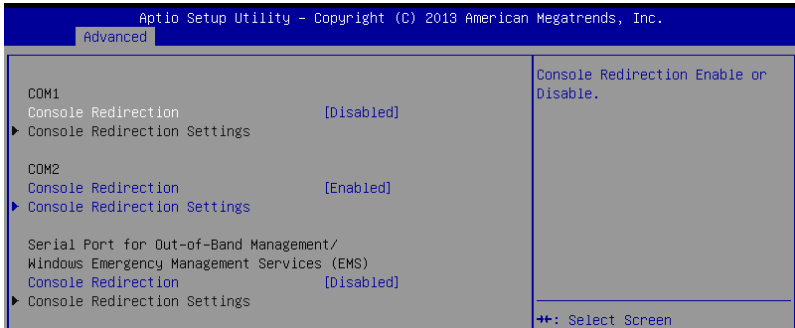 Aptio Setup Utility – Copyright (C) 2013 American Megatrends, Inc.
Advanced
COM1
Console Redirection [Disabled]
Console Redirection Settings
COM2
Console Redirection [Enabled]
Console Redirection Settings
Serial Port for Out-of-Band Management/
Windows Emergency Management Services (EMS)
Console Redirection [Disabled]
Console Redirection Settings
Console Redirection Enable or
Disable.
→←: Select Screen